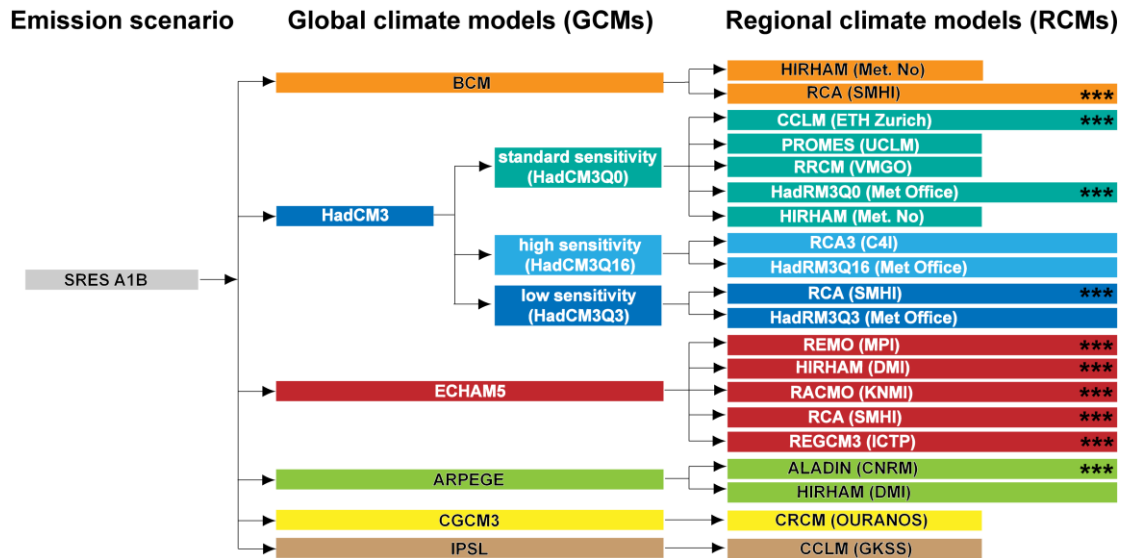 Emission scenario
Global climate models (GCMs)
Regional climate models (RCMs)
SRES A1B
BCM
HIRHAM (Met. No)
RCA (SMHI) ***
HadCM3
standard sensitivity
(HadCM3Q0)
CCLM (ETH Zurich) ***
PROMES (UCLM)
RRCM (VMGO)
HadRM3Q0 (Met Office) ***
HIRHAM (Met. No)
high sensitivity
(HadCM3Q16)
RCA3 (C4I)
HadRM3Q16 (Met Office)
low sensitivity
(HadCM3Q3)
RCA (SMHI) ***
HadRM3Q3 (Met Office)
ECHAM5
REMO (MPI) ***
HIRHAM (DMI) ***
RACMO (KNMI) ***
RCA (SMHI) ***
REGCM3 (ICTP) ***
ARPEGE
ALADIN (CNRM) ***
HIRHAM (DMI)
CGCM3
CRCM (OURANOS)
IPSL
CCLM (GKSS)